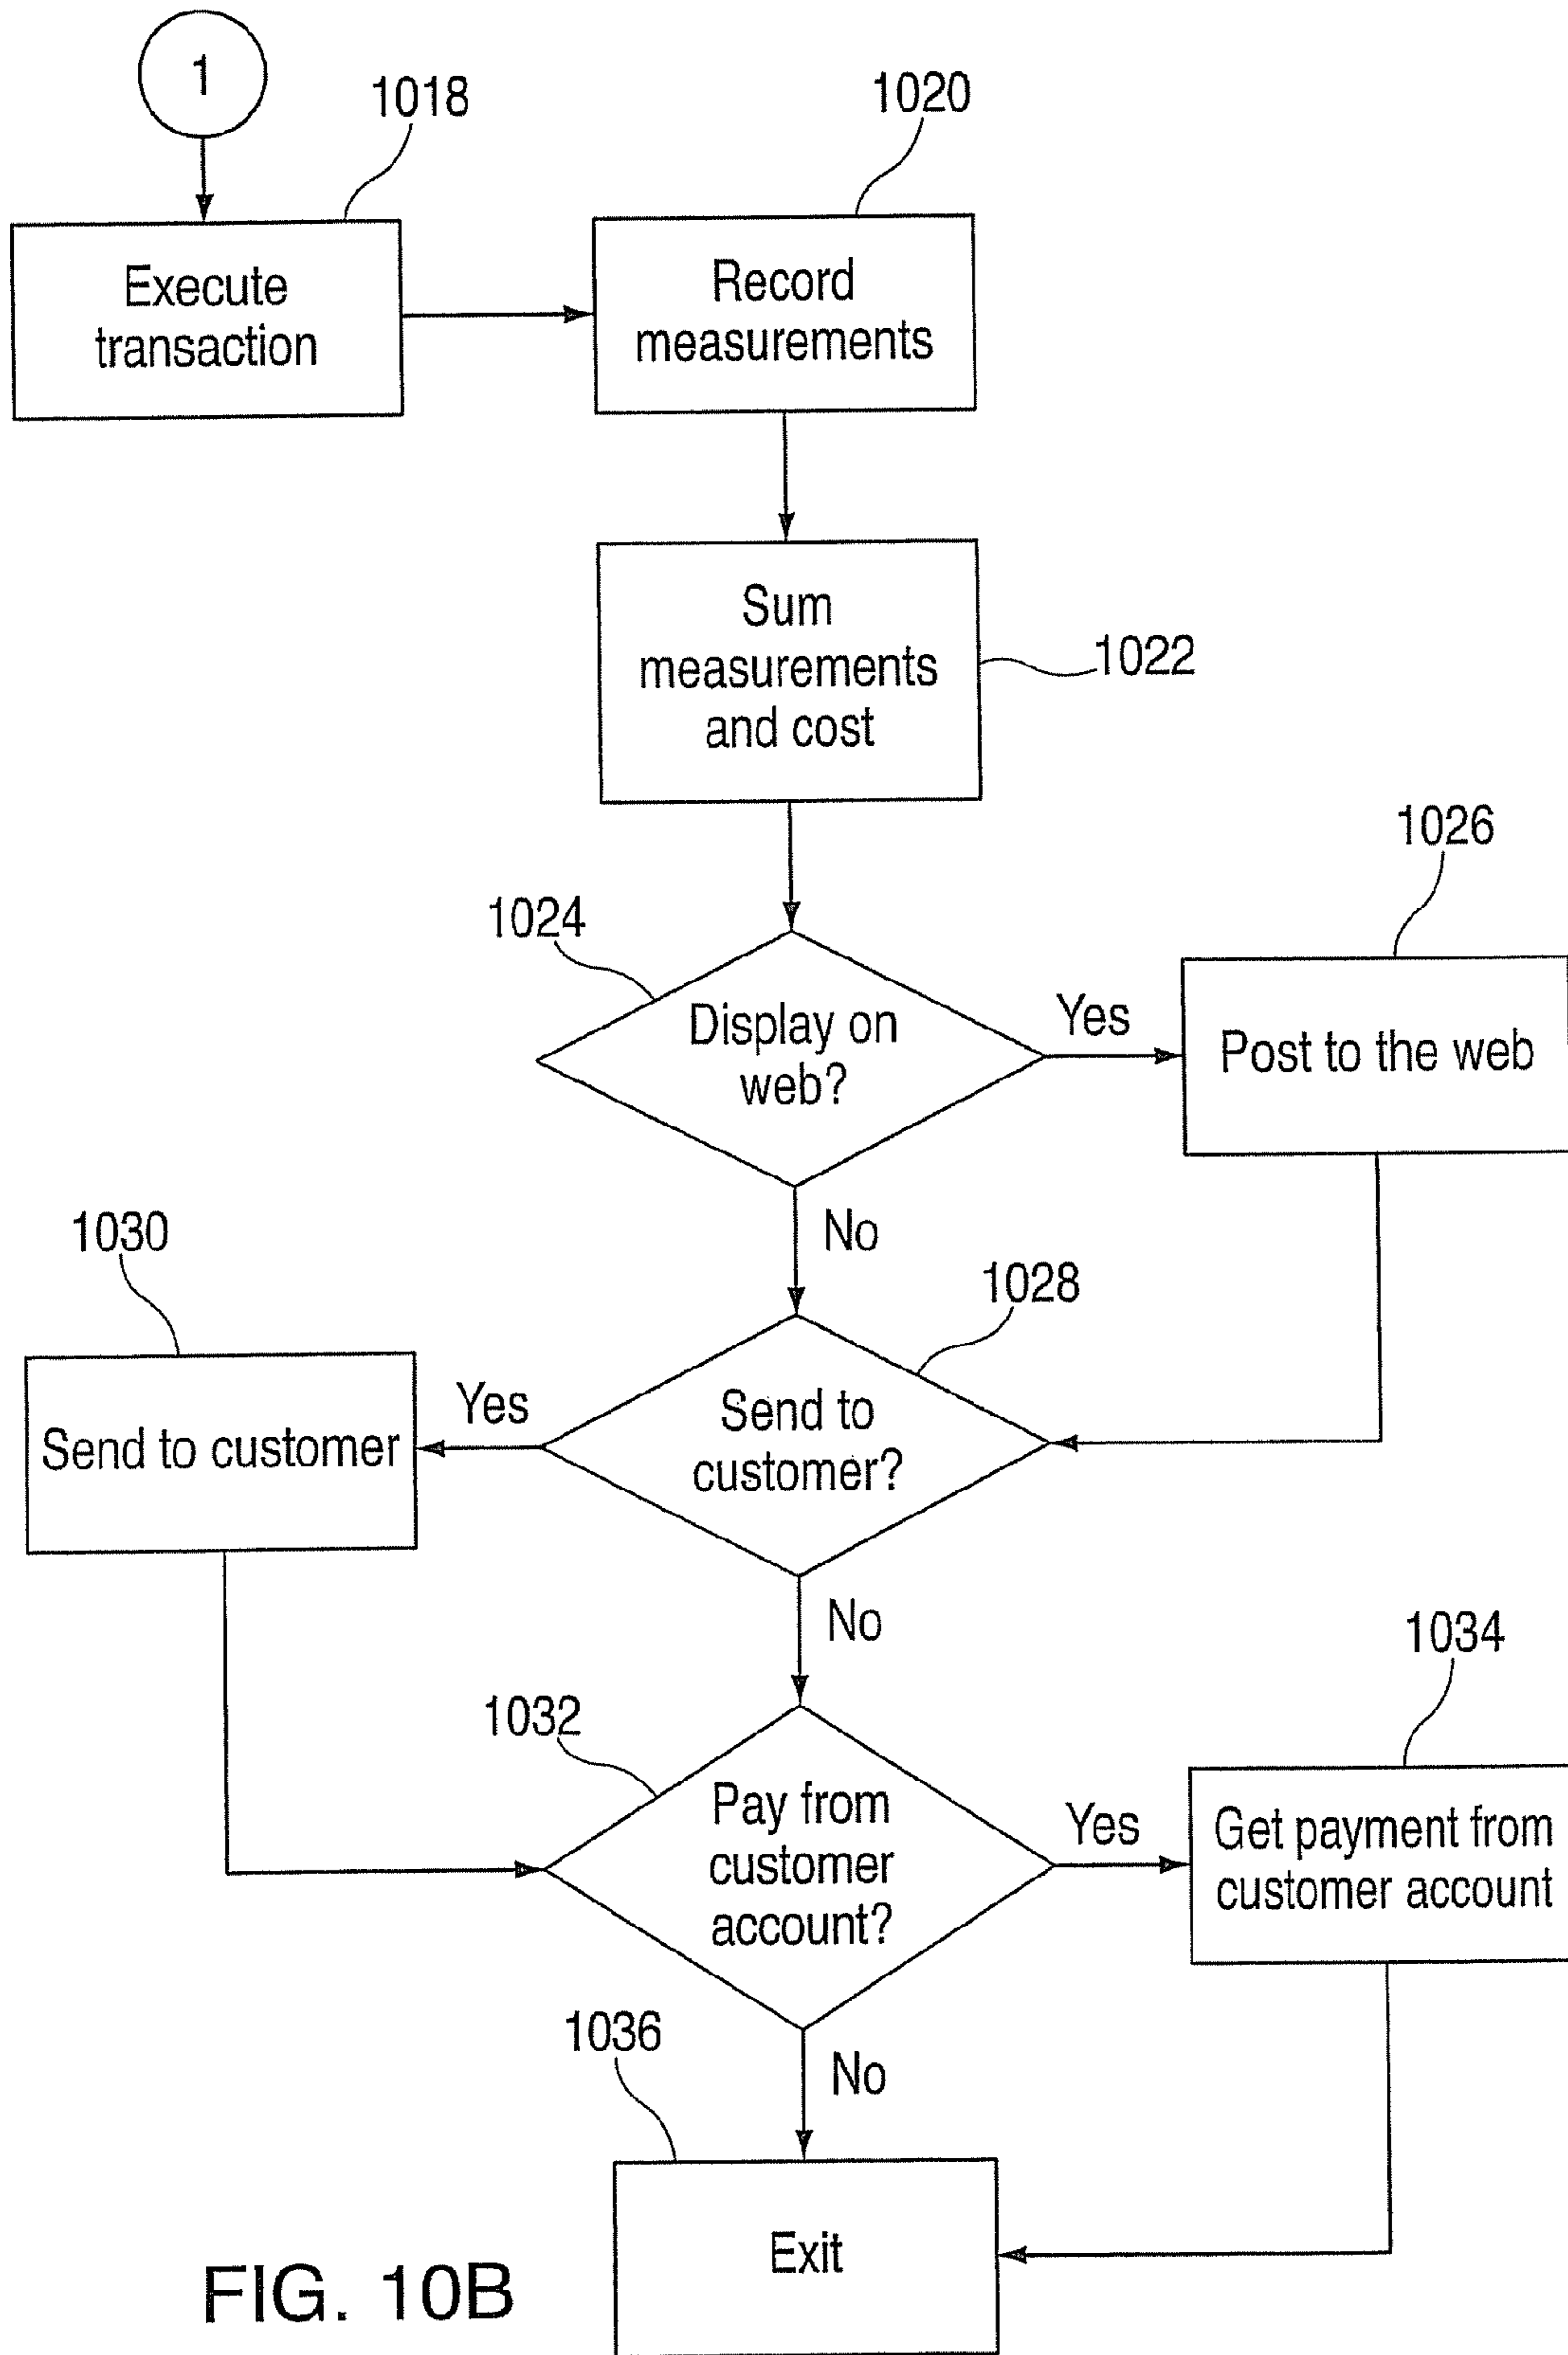 1
1018
1020
Execute
transaction
Record
measurements
Sum
measurements
and cost
1022
1026
1024
Display on
web?
Yes
Post to the web
No
1030
1028
Send to customer
Yes
Send to
customer?
No
1034
1032
Pay from
customer
account?
Yes
Get payment from
customer account
1036
No
Exit
FIG. 10B